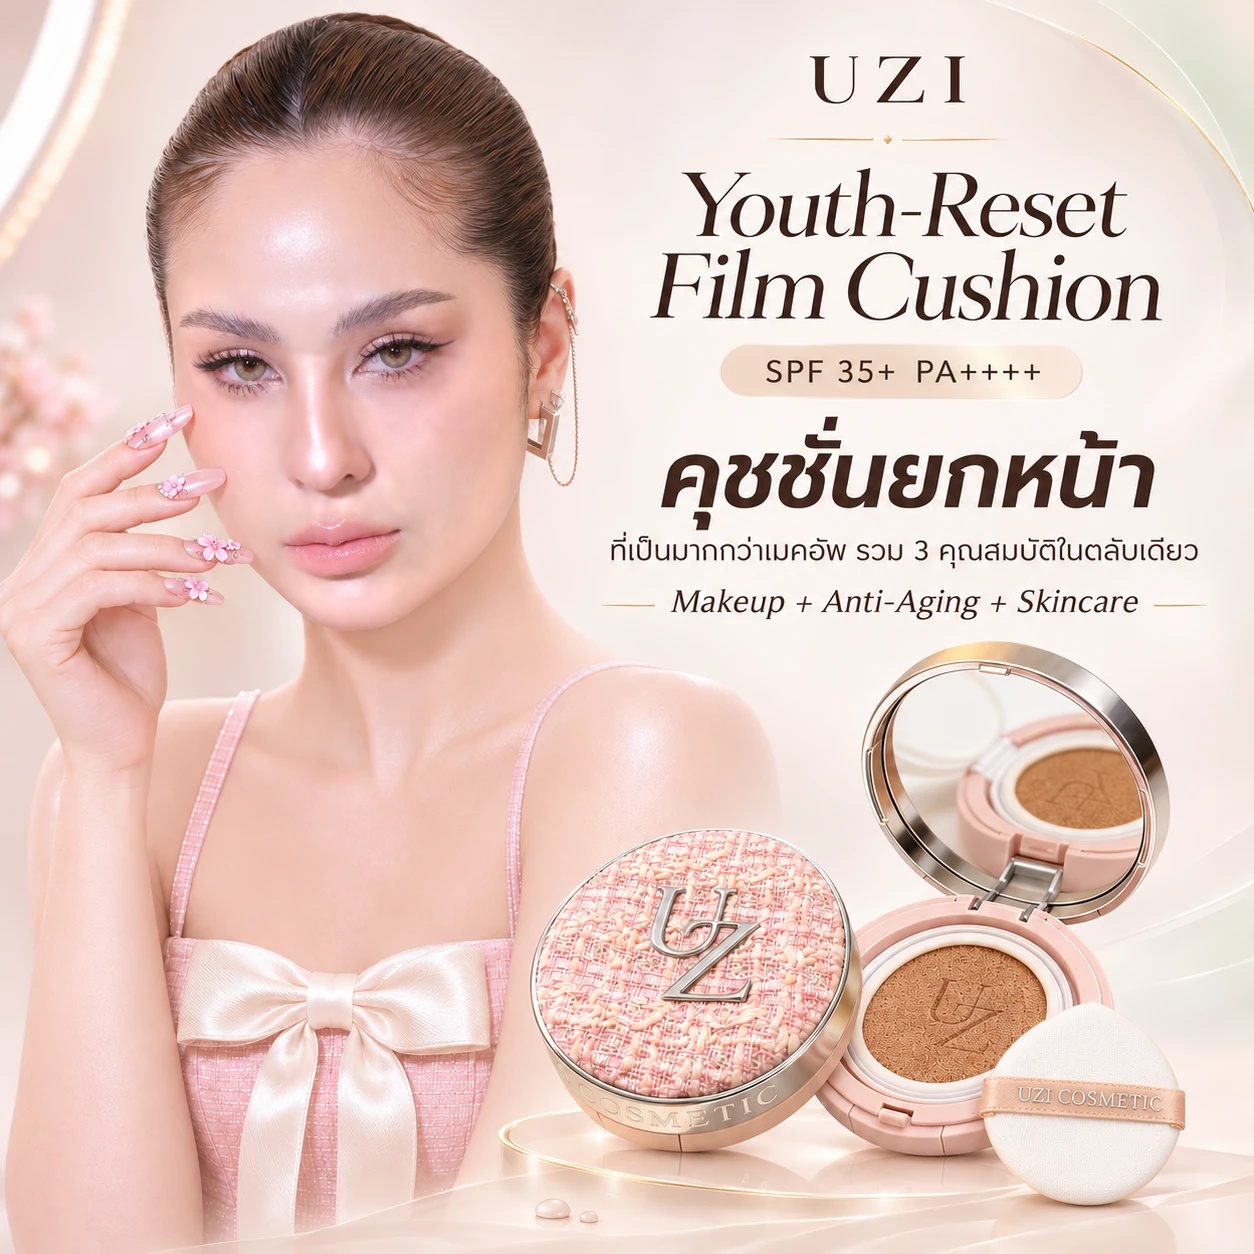 UZI
Youth-Reset
Film Cushion
SPF 35+ PA++++
คุชชั่นยกหน้า
ที่เป็นมากกว่าเมคอัพ รวม 3 คุณสมบัติในตลับเดียว
Makeup + Anti-Aging + Skincare
UZ
COSMETIC
UZ
UZI COSMETIC